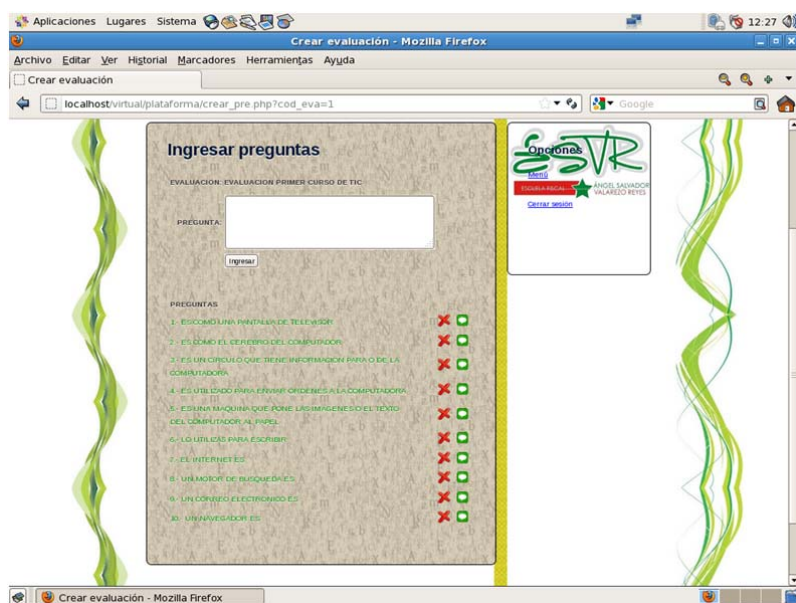 Aplicaciones Lugares Sistema 12:27
Crear evaluación - Mozilla Firefox
Archivo Editar Ver Historial Marcadores Herramientas Ayuda
Crear evaluación
localhost/virtual/plataforma/crear_pre.php?cod_eva=1
Google
Ingresar preguntas
EVALUACIÓN: EVALUACION PRIMER CURSO DE TIC
PREGUNTA:
Ingresar
PREGUNTAS
1.- ES COMO UNA PANTALLA DE TELEVISOR
2.- ES COMO EL CEREBRO DEL COMPUTADOR
3.- ES UN CIRCULO QUE TIENE INFORMACION PARA O DE LA
COMPUTADORA
4.- ES UTILIZADO PARA ENVIAR ORDENES A LA COMPUTADORA
5.- ES UNA MAQUINA QUE PONE LAS IMAGENES O EL TEXTO
DEL COMPUTADOR AL PAPEL
6.- LO UTILIZAS PARA ESCRIBIR
7.- EL INTERNET ES
8.- UN MOTOR DE BUSQUEDA ES
9.- UN CORREO ELECTRONICO ES
10.- UN NAVEGADOR ES
Opciones
ESVR
Menú
ESCUELA FISCAL
ÁNGEL SALVADOR
VALAREZO REYES
Cerrar sesión
Crear evaluación - Mozilla Firefox